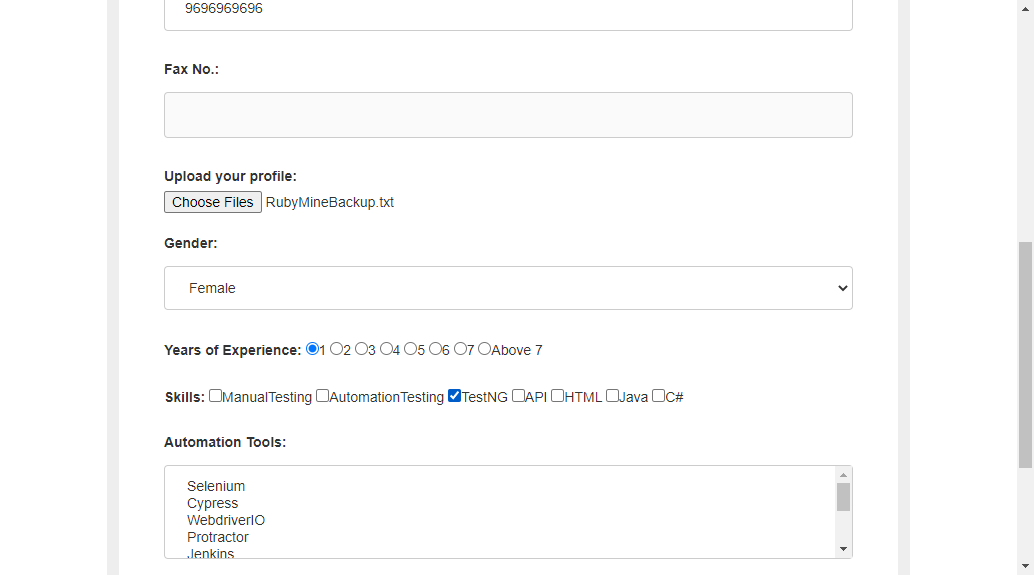 9696969696
Fax No.:
Upload your profile:
Choose Files RubyMineBackup.txt
Gender:
Female
Years of Experience: 1 2 3 4 5 6 7 Above 7
Skills: ManualTesting AutomationTesting TestNG API HTML Java C#
Automation Tools:
Selenium
Cypress
WebdriverIO
Protractor
Jenkins